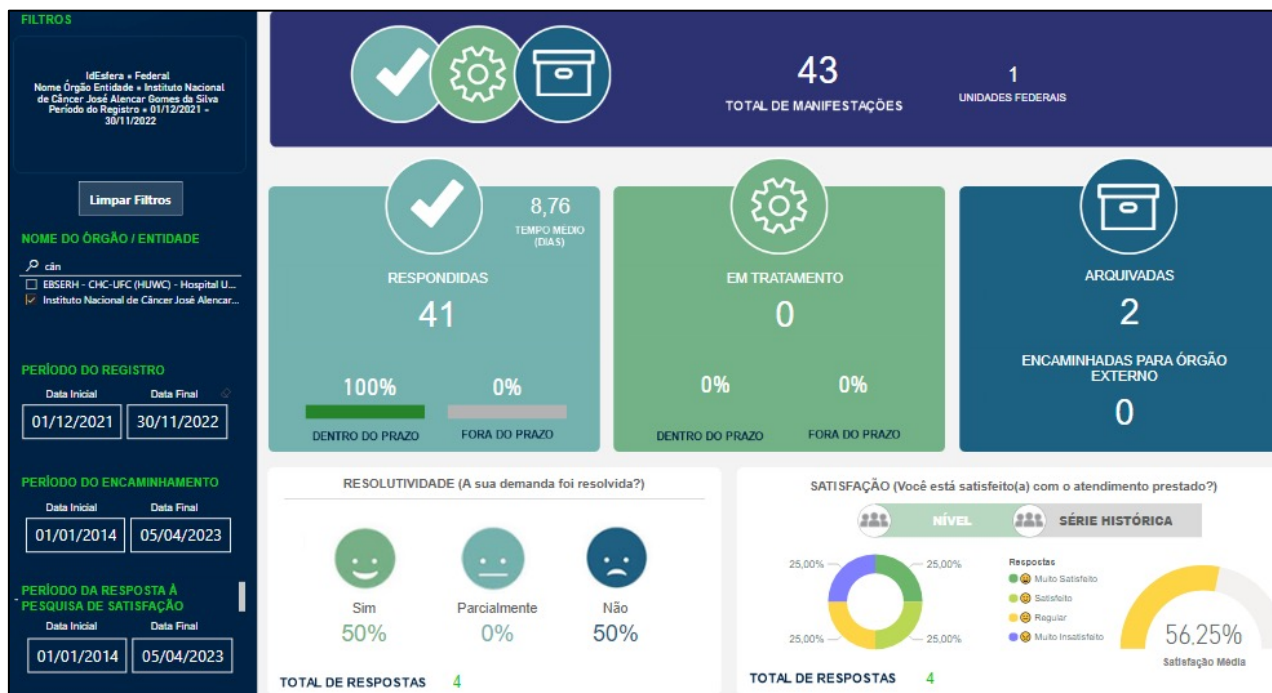 FILTROS
IdEsfera = Federal
Nome Órgão Entidade = Instituto Nacional
de Câncer José Alencar Gomes da Silva
Período do Registro = 01/12/2021 -
30/11/2022
Limpar Filtros
NOME DO ÓRGÃO / ENTIDADE
cân
EBSERH - CHC-UFC (HUWC) - Hospital U...
Instituto Nacional de Câncer José Alencar...
PERÍODO DO REGISTRO
Data Inicial Data Final
01/12/2021 30/11/2022
PERÍODO DO ENCAMINHAMENTO
Data Inicial Data Final
01/01/2014 05/04/2023
PERÍODO DA RESPOSTA À
PESQUISA DE SATISFAÇÃO
Data Inicial Data Final
01/01/2014 05/04/2023
43
TOTAL DE MANIFESTAÇÕES
1
UNIDADES FEDERAIS
8,76
TEMPO MÉDIO
(DIAS)
RESPONDIDAS
41
100% 0%
DENTRO DO PRAZO FORA DO PRAZO
EM TRATAMENTO
0
0% 0%
DENTRO DO PRAZO FORA DO PRAZO
ARQUIVADAS
2
ENCAMINHADAS PARA ÓRGÃO
EXTERNO
0
RESOLUTIVIDADE (A sua demanda foi resolvida?)
Sim Parcialmente Não
50% 0% 50%
TOTAL DE RESPOSTAS 4
SATISFAÇÃO (Você está satisfeito(a) com o atendimento prestado?)
NÍVEL SÉRIE HISTÓRICA
25,00% 25,00%
25,00% 25,00%
Respostas
Muito Satisfeito
Satisfeito
Regular
Muito Insatisfeito
56,25%
Satisfação Média
TOTAL DE RESPOSTAS 4